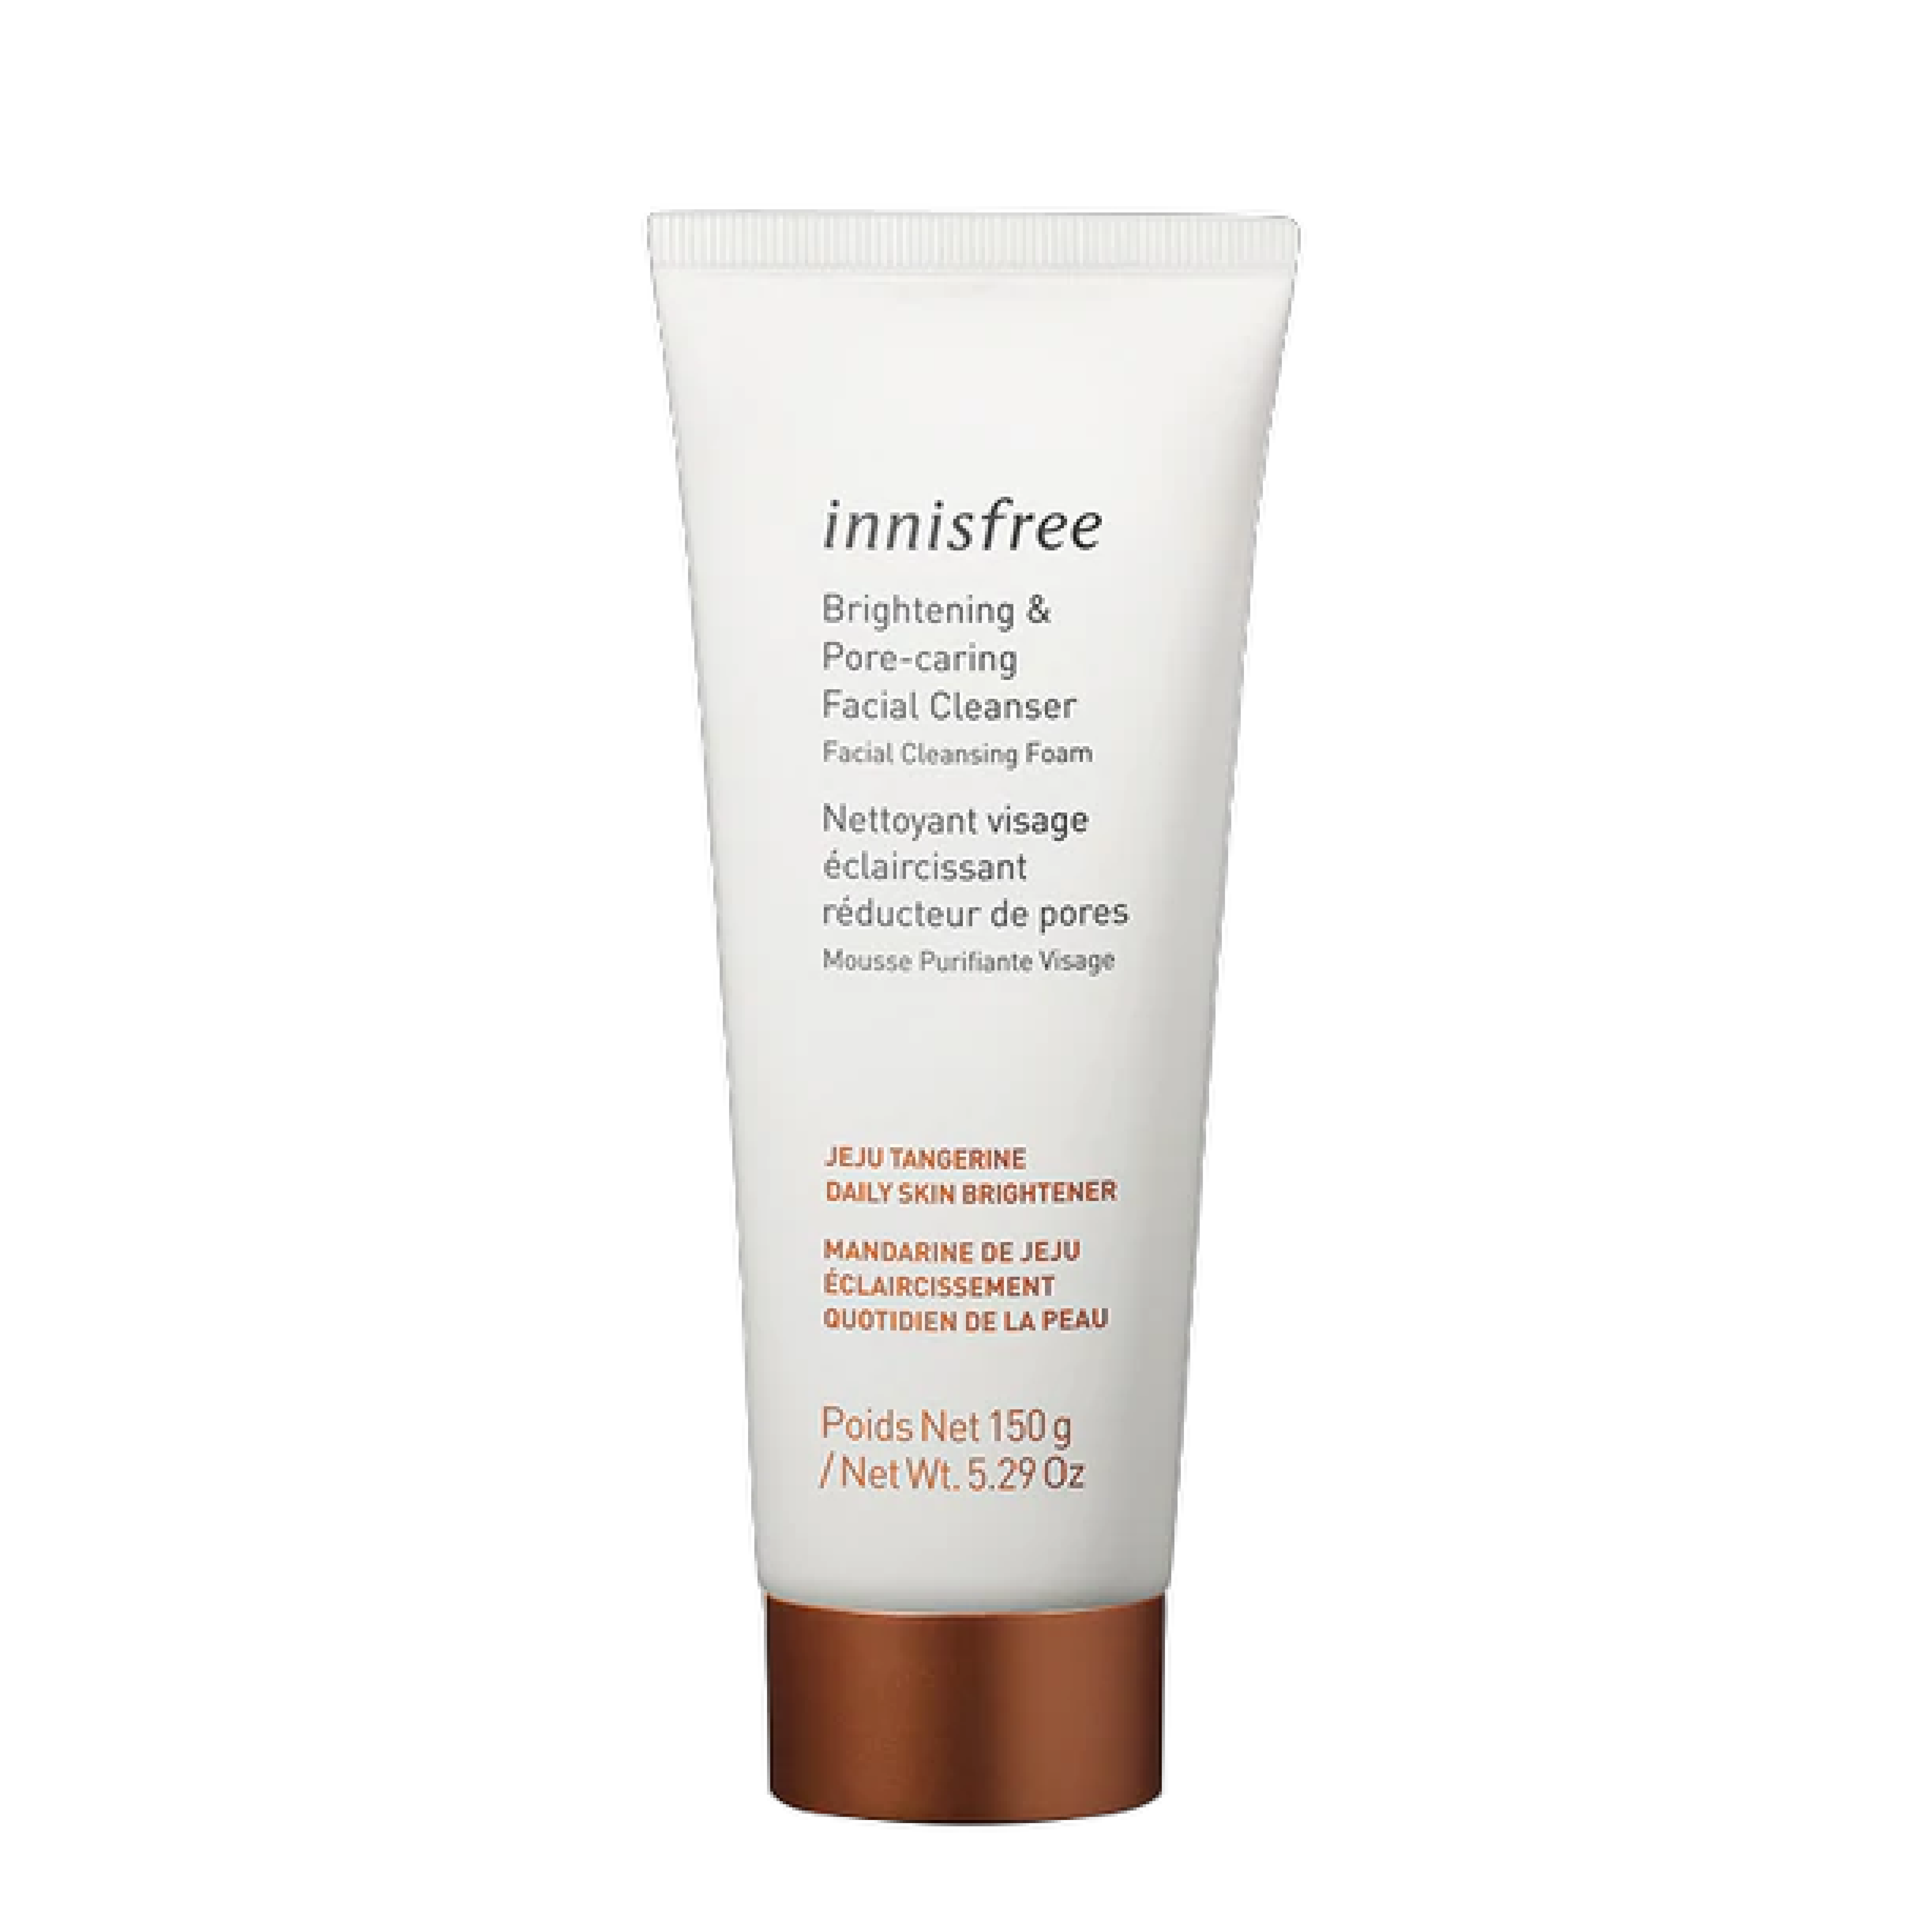 innisfree
Brightening &
Pore-caring
Facial Cleanser
Facial Cleansing Foam
Nettoyant visage
éclaircissant
réducteur de pores
Mousse Purifiante Visage
JEJU TANGERINE
DAILY SKIN BRIGHTENER
MANDARINE DE JEJU
ÉCLAIRCISSEMENT
QUOTIDIEN DE LA PEAU
Poids Net 150 g
/ Net Wt. 5.29 Oz